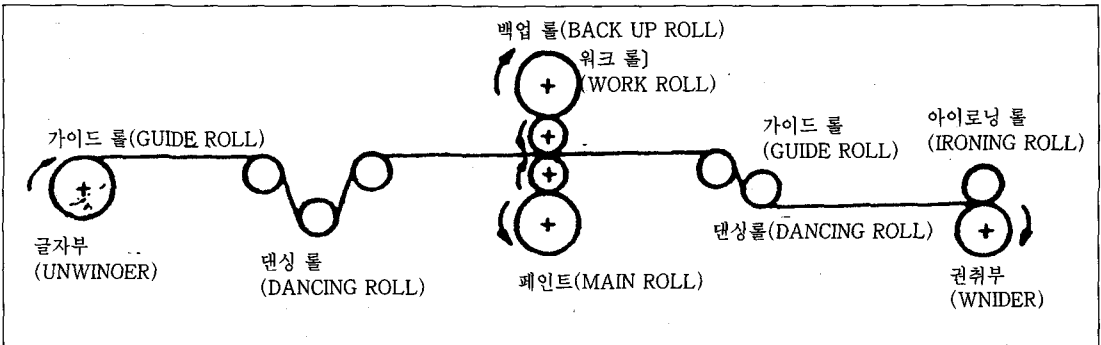 백업 롤(BACK UP ROLL)
워크 롤)
(WORK ROLL)
가이드 롤(GUIDE ROLL)
가이드 롤
(GUIDE ROLL)
아이로닝 롤
(IRONING ROLL)
글자부
(UNWINOER)
댄싱 롤
(DANCING ROLL)
페인트(MAIN ROLL)
댄싱롤(DANCING ROLL)
권취부
(WNIDER)